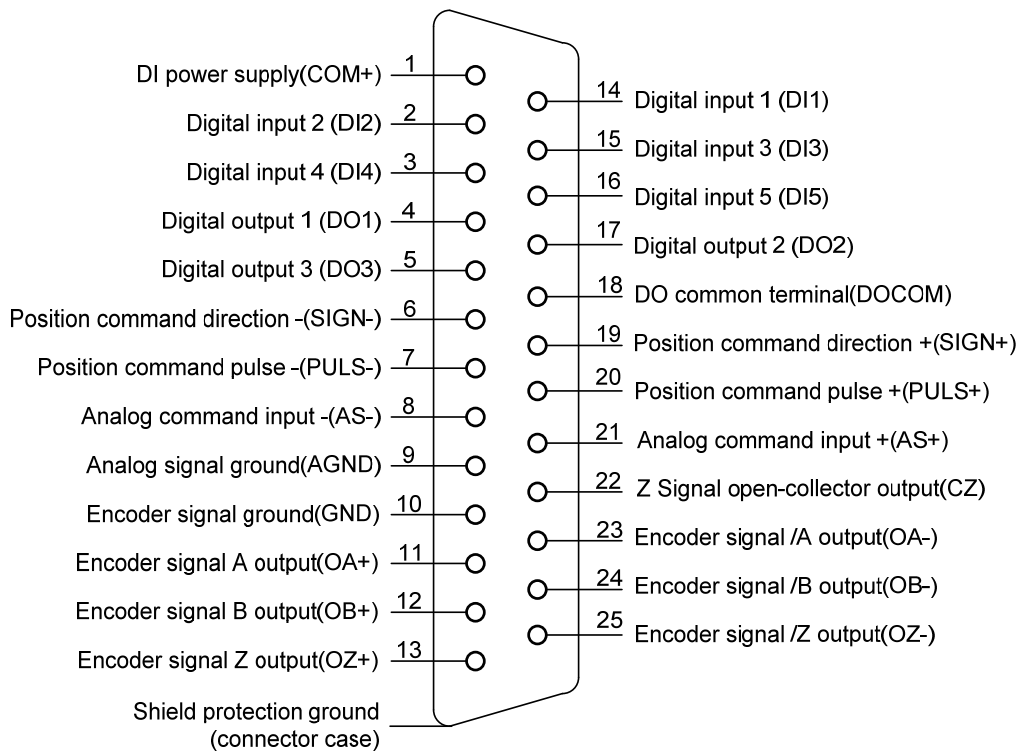 DI power supply(COM+) 1
Digital input 2 (DI2) 2
Digital input 4 (DI4) 3
Digital output 1 (DO1) 4
Digital output 3 (DO3) 5
Position command direction -(SIGN-) 6
Position command pulse -(PULS-) 7
Analog command input -(AS-) 8
Analog signal ground(AGND) 9
Encoder signal ground(GND) 10
Encoder signal A output(OA+) 11
Encoder signal B output(OB+) 12
Encoder signal Z output(OZ+) 13
Shield protection ground
(connector case)
14 Digital input 1 (DI1)
15 Digital input 3 (DI3)
16 Digital input 5 (DI5)
17 Digital output 2 (DO2)
18 DO common terminal(DOCOM)
19 Position command direction +(SIGN+)
20 Position command pulse +(PULS+)
21 Analog command input +(AS+)
22 Z Signal open-collector output(CZ)
23 Encoder signal /A output(OA-)
24 Encoder signal /B output(OB-)
25 Encoder signal /Z output(OZ-)